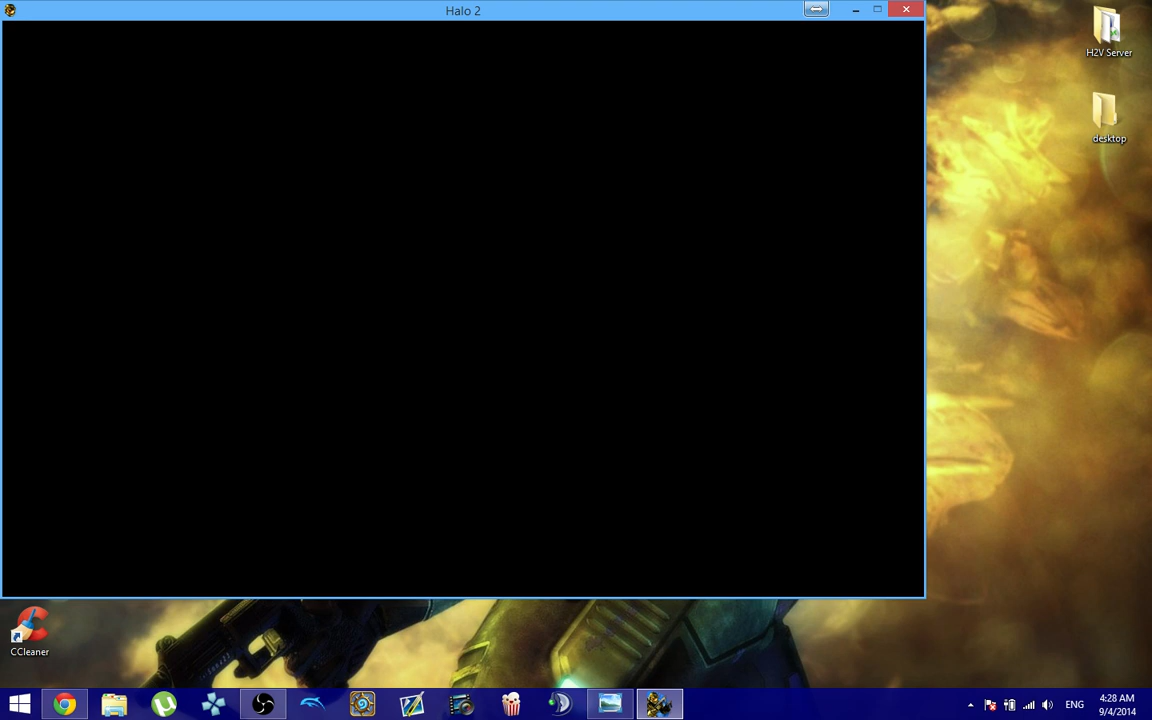 Halo 2
H2V Server
desktop
CCleaner
ENG
4:28 AM
9/4/2014